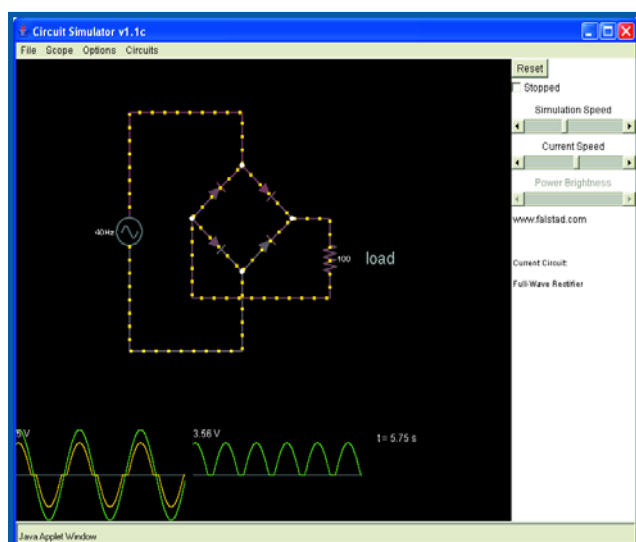 Circuit Simulator v1.1c
File Scope Options Circuits
Reset
Stopped
Simulation Speed
Current Speed
Power Brightness
www.falstad.com
Current Circuit:
Full-Wave Rectifier
40Hz
100 load
3.56 V
t = 5.75 s
Java Applet Window